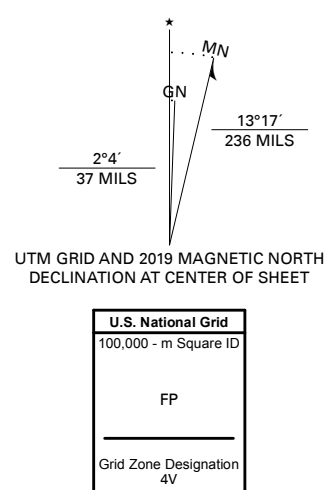 ★
MN
GN
13°17´
236 MILS
2°4´
37 MILS
UTM GRID AND 2019 MAGNETIC NORTH
DECLINATION AT CENTER OF SHEET
U.S. National Grid
100,000 - m Square ID
FP
Grid Zone Designation
4V